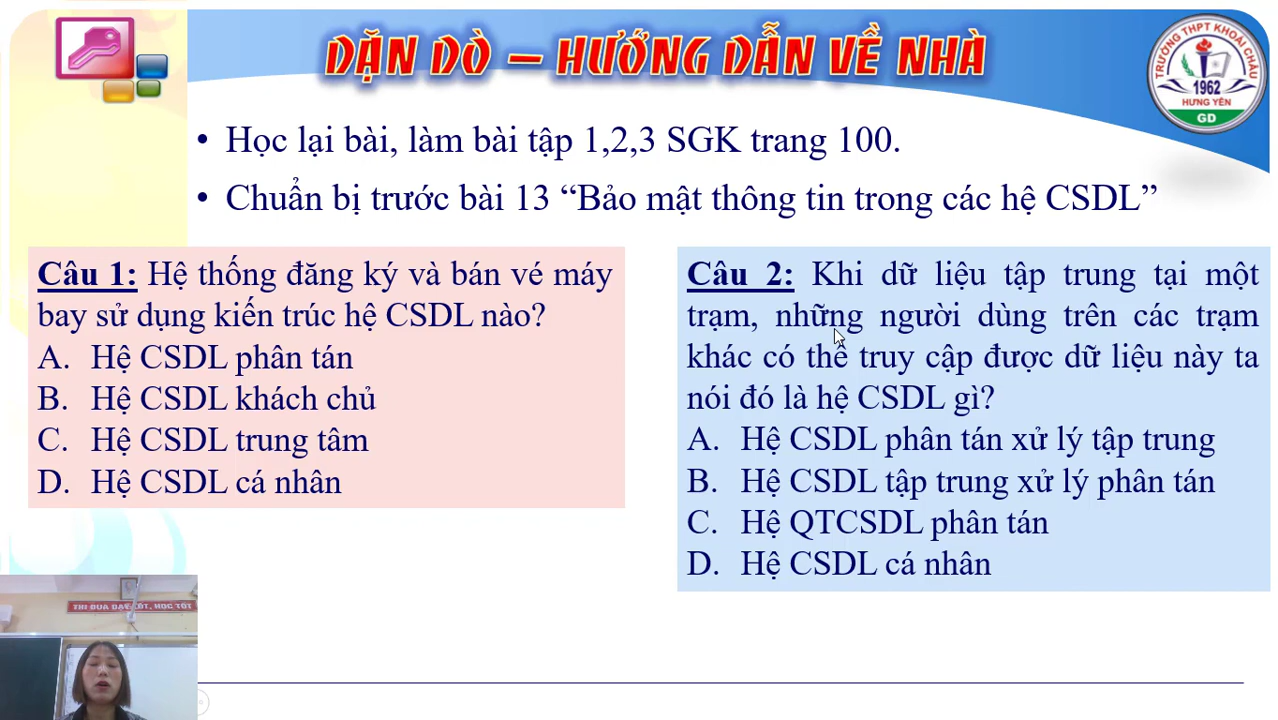 DẶN DÒ – HƯỚNG DẪN VỀ NHÀ
TRƯỜNG THPT KHOÁI CHÂU
1962
HƯNG YÊN
GD
• Học lại bài, làm bài tập 1,2,3 SGK trang 100.
• Chuẩn bị trước bài 13 “Bảo mật thông tin trong các hệ CSDL”
Câu 1: Hệ thống đăng ký và bán vé máy
bay sử dụng kiến trúc hệ CSDL nào?
A. Hệ CSDL phân tán
B. Hệ CSDL khách chủ
C. Hệ CSDL trung tâm
D. Hệ CSDL cá nhân
Câu 2: Khi dữ liệu tập trung tại một
trạm, những người dùng trên các trạm
khác có thể truy cập được dữ liệu này ta
nói đó là hệ CSDL gì?
A. Hệ CSDL phân tán xử lý tập trung
B. Hệ CSDL tập trung xử lý phân tán
C. Hệ QTCSDL phân tán
D. Hệ CSDL cá nhân
THI ĐUA DẠY TỐT, HỌC TỐT